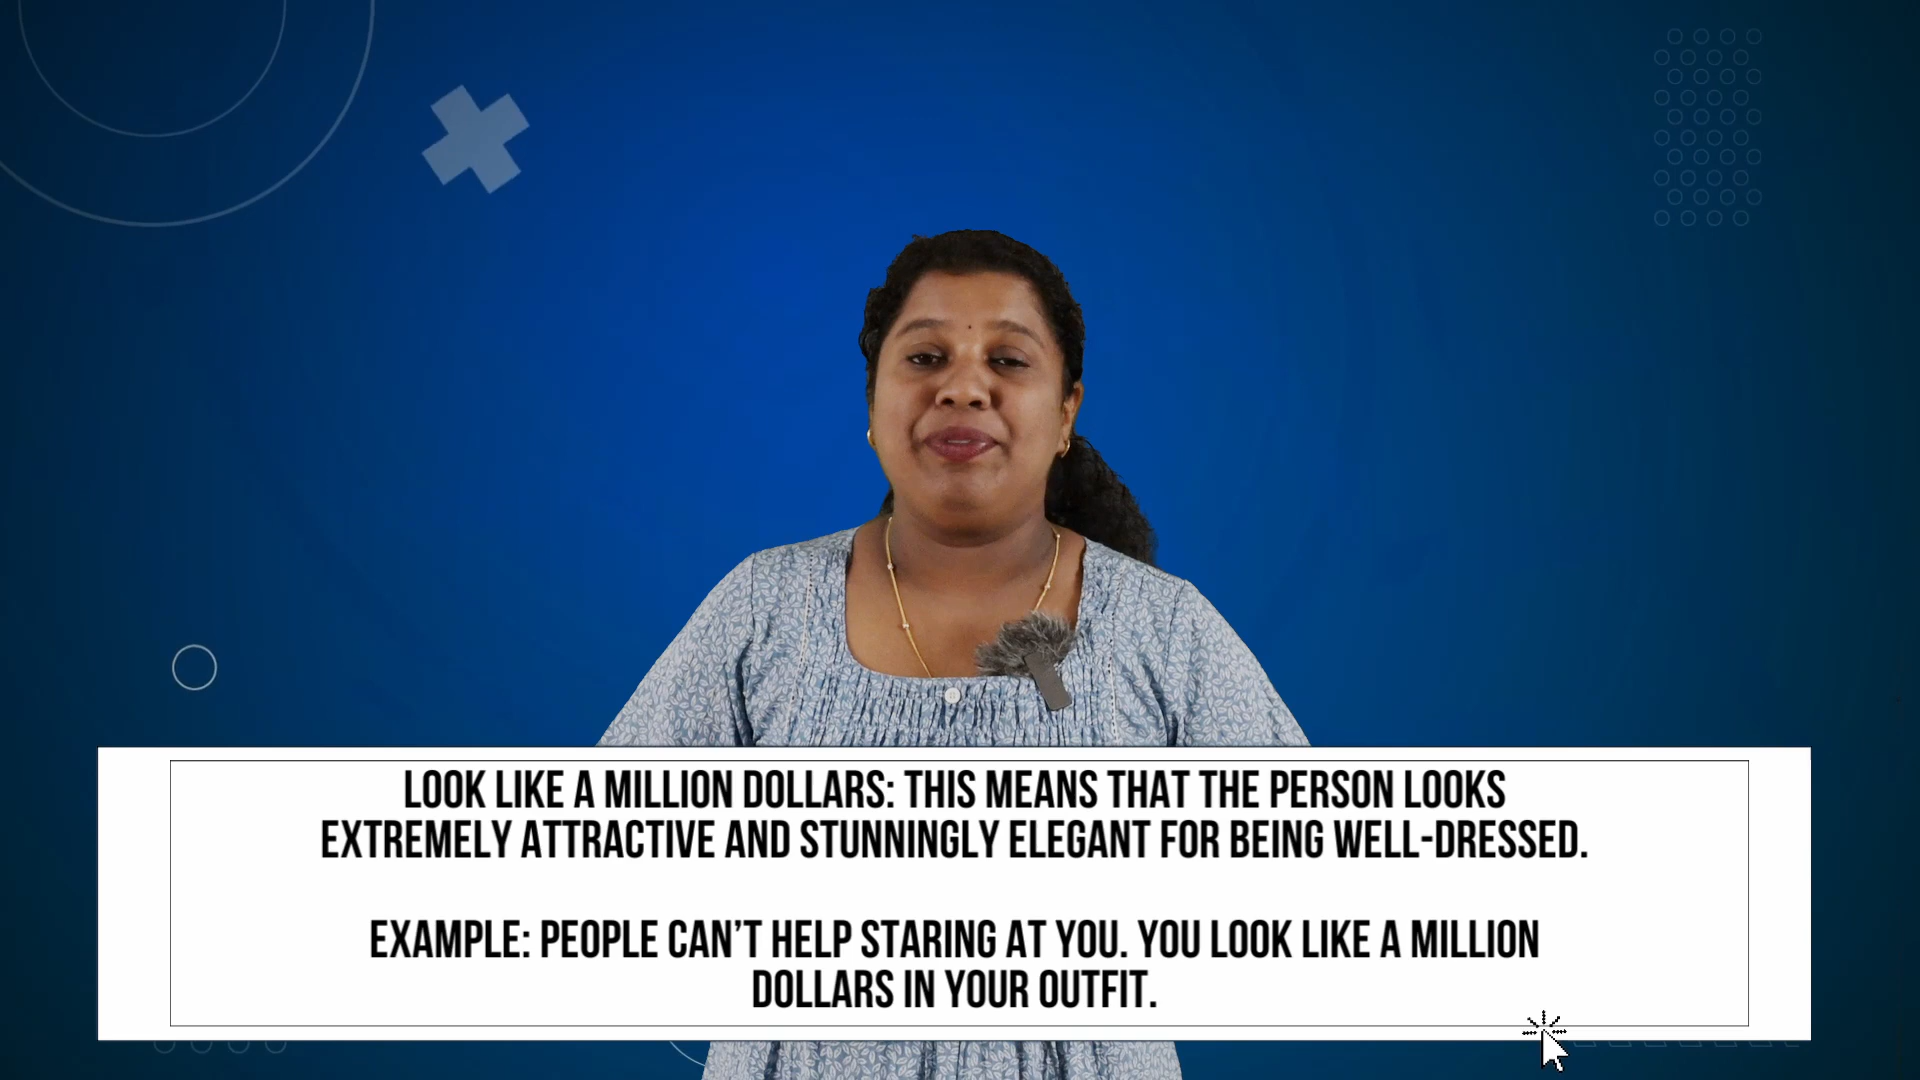 LOOK LIKE A MILLION DOLLARS: THIS MEANS THAT THE PERSON LOOKS
EXTREMELY ATTRACTIVE AND STUNNINGLY ELEGANT FOR BEING WELL-DRESSED.
EXAMPLE: PEOPLE CAN'T HELP STARING AT YOU. YOU LOOK LIKE A MILLION
DOLLARS IN YOUR OUTFIT.